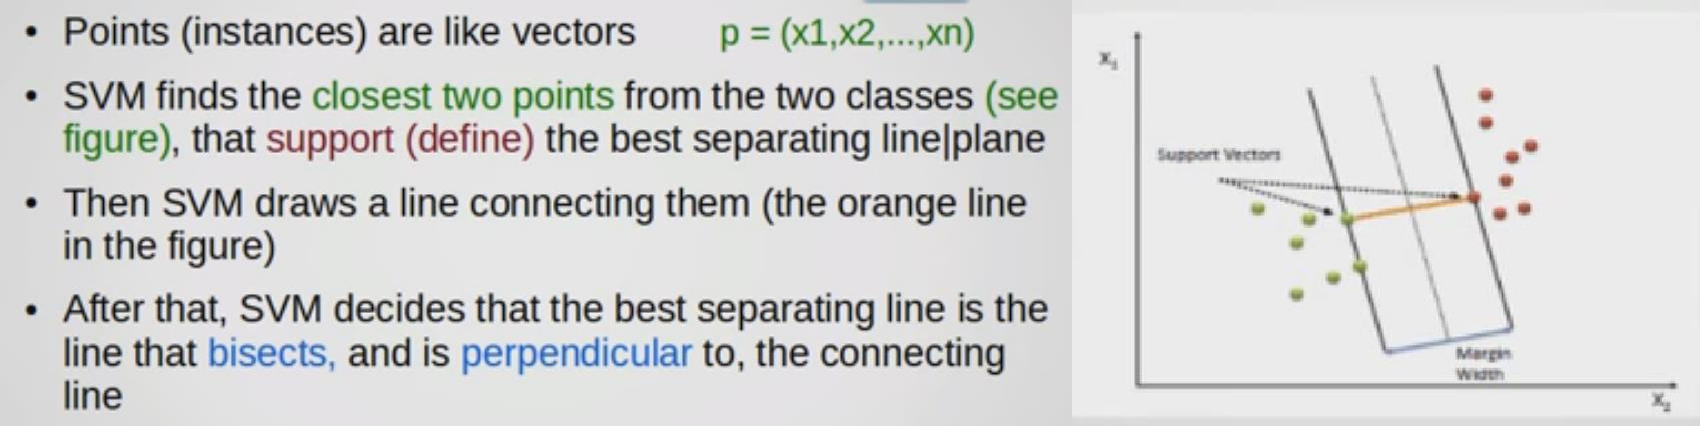 • Points (instances) are like vectors p = (x1,x2,...,xn)
• SVM finds the closest two points from the two classes (see
figure), that support (define) the best separating line|plane
• Then SVM draws a line connecting them (the orange line
in the figure)
• After that, SVM decides that the best separating line is the
line that bisects, and is perpendicular to, the connecting
line
X₁
Support Vectors
Margin
Width
X₂